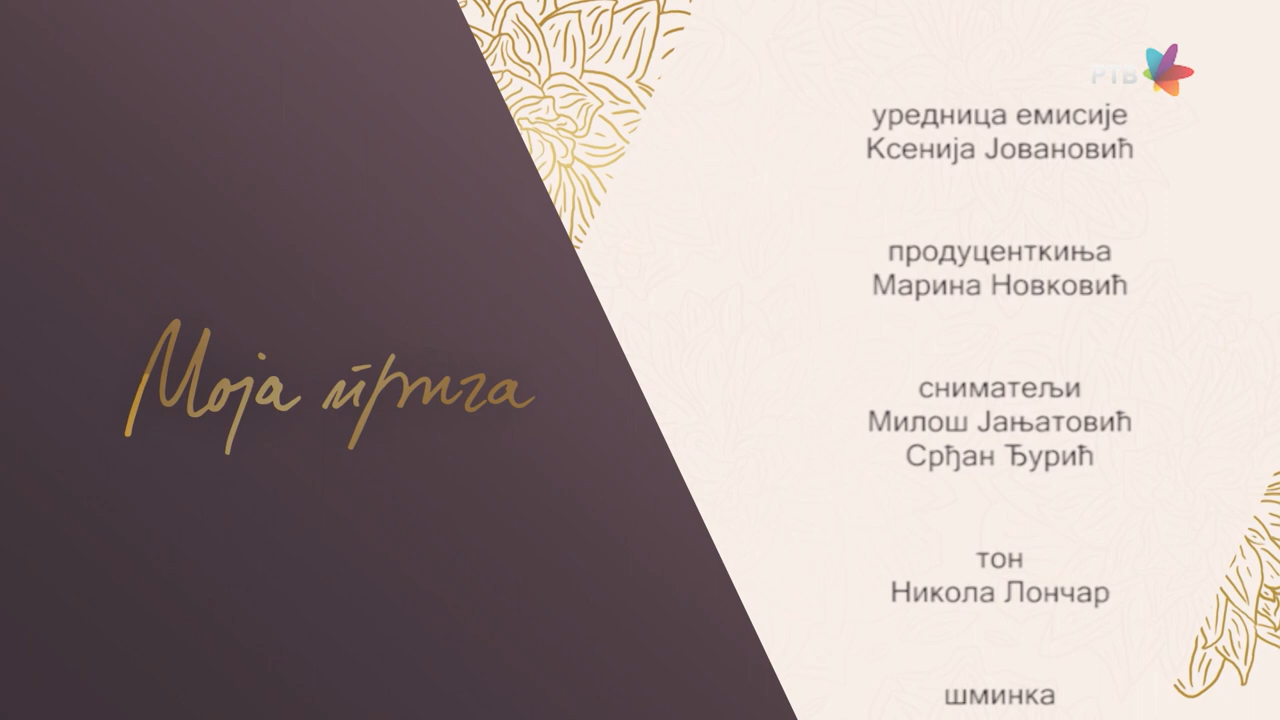 Моја прича
РТВ
уредница емисије
Ксенија Јовановић
продуценткиња
Марина Новковић
сниматељи
Милош Јањатовић
Срђан Ђурић
тон
Никола Лончар
шминка